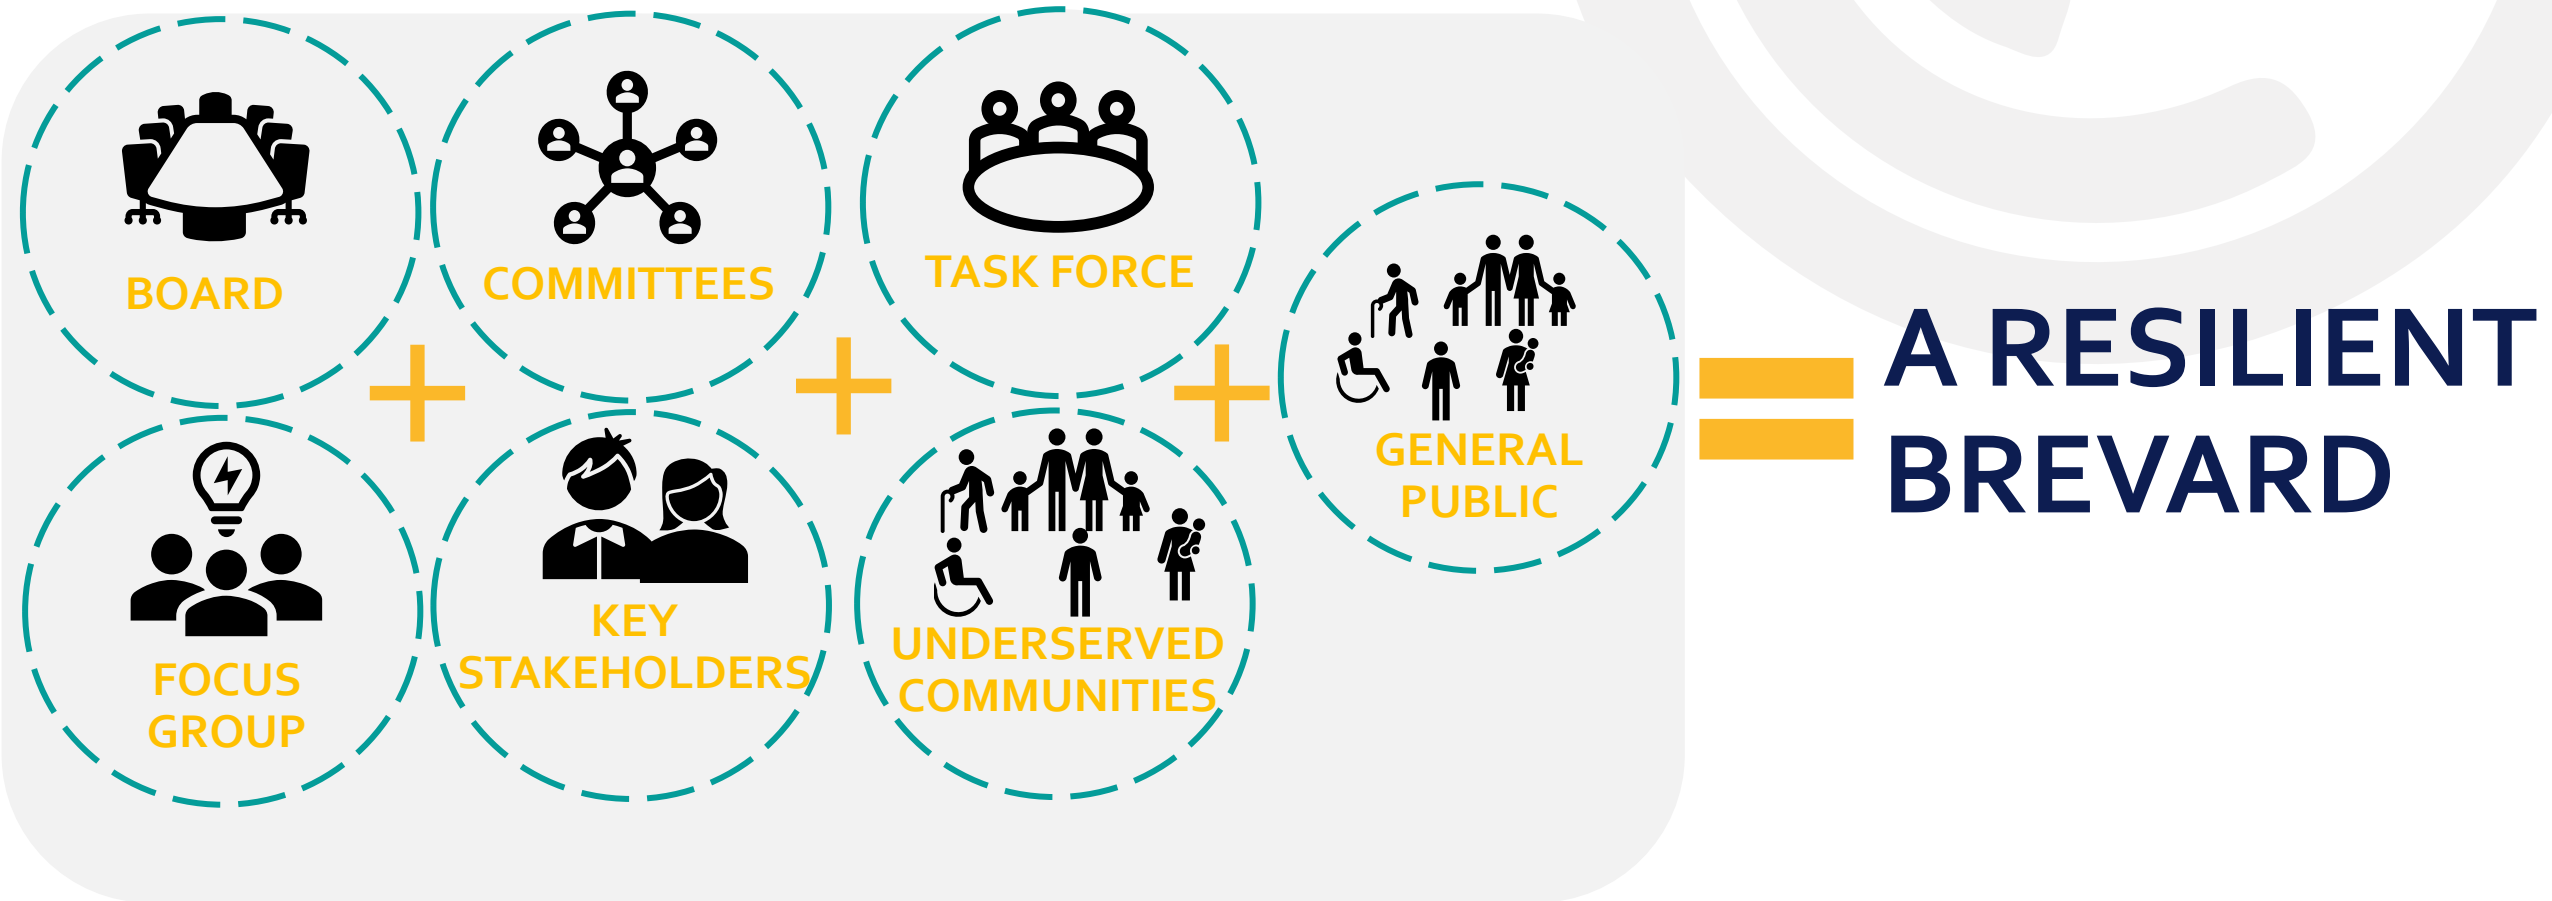 BOARD
COMMITTEES
TASK FORCE
FOCUS
GROUP
KEY
STAKEHOLDERS
UNDERSERVED
COMMUNITIES
GENERAL
PUBLIC
A RESILIENT
BREVARD